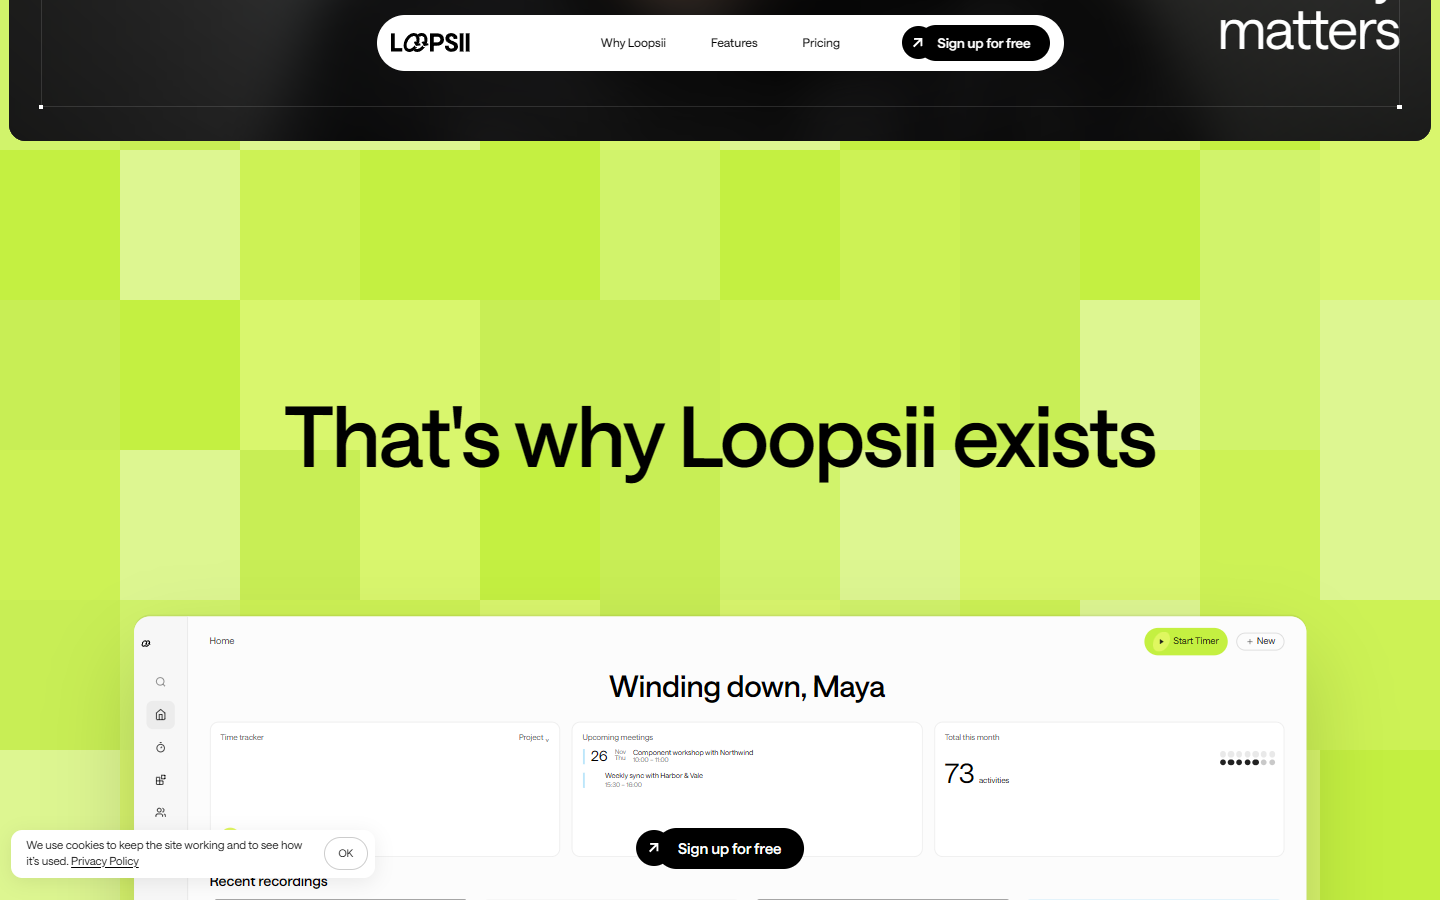 matters
LOOPSII
Why Loopsii
Features
Pricing
Sign up for free
That's why Loopsii exists
Home
Start Timer
+ New
Winding down, Maya
Time tracker
Project
Upcoming meetings
26
Nov
Thu
Component workshop with Northwind
10:00 – 11:00
Weekly sync with Harbor & Vale
15:30 – 16:00
Total this month
73 activities
We use cookies to keep the site working and to see how
it's used. Privacy Policy
OK
Sign up for free
Recent recordings